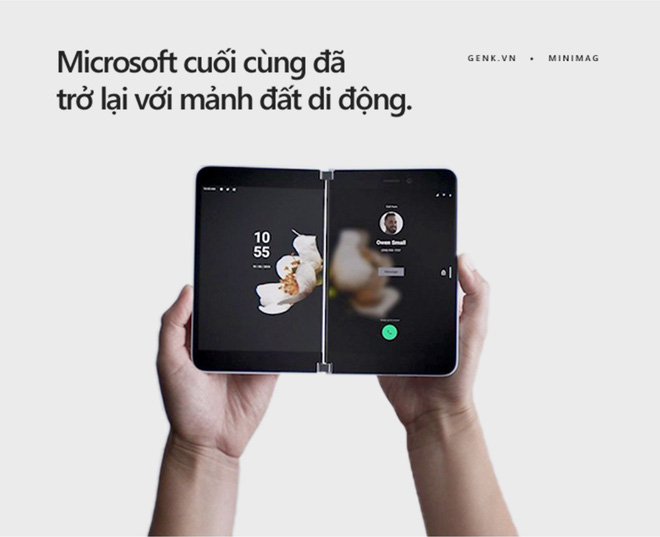 Microsoft cuối cùng đã
trở lại với mảnh đất di động.
GENK.VN • MINIMAG
10
55
Owen Small